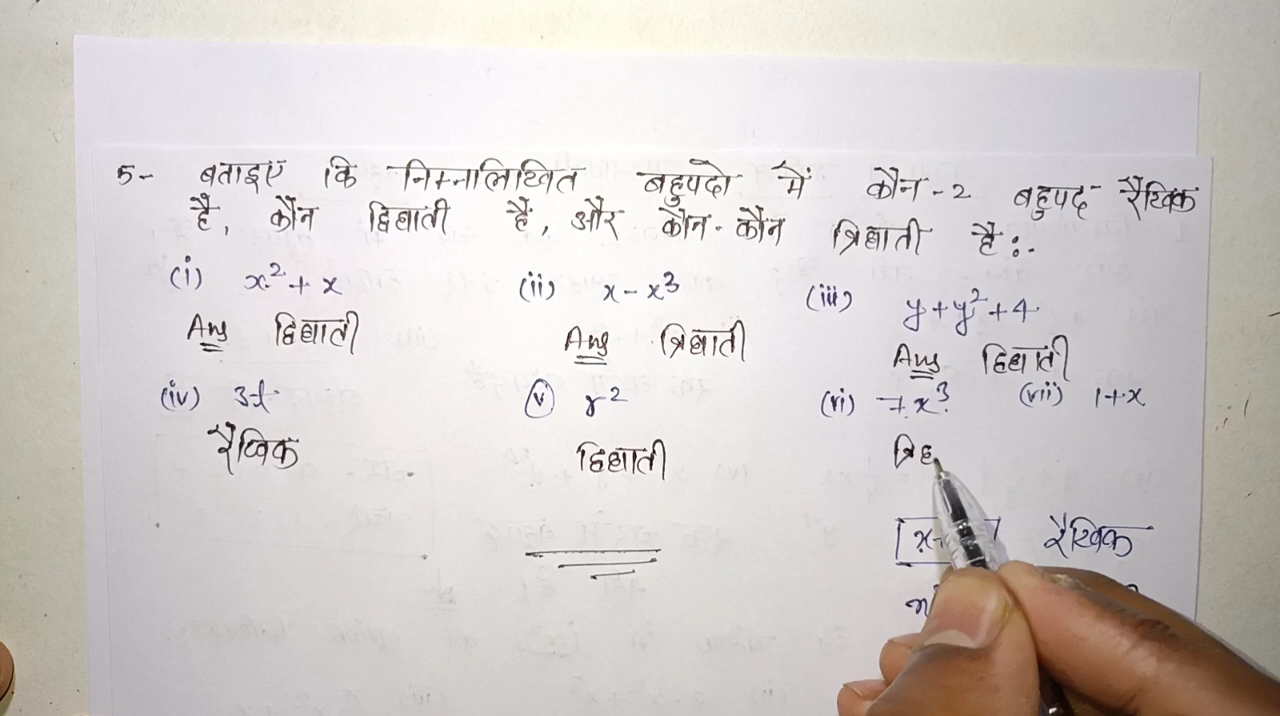 5- बताइए कि निम्नलिखित बहुपदो में कौन-2 बहुपद रैखिक
है, कौन द्विघाती हैं, और कौन-कौन त्रिघाती है :-
(i) x² + x (ii) x - x³ (iii) y + y² + 4
Ans द्विघाती Ans त्रिघाती Ans द्विघाती
(iv) 3t (v) r² (vi) 7x³ (vii) 1+x
रैखिक द्विघाती त्रिघ
रैखिक